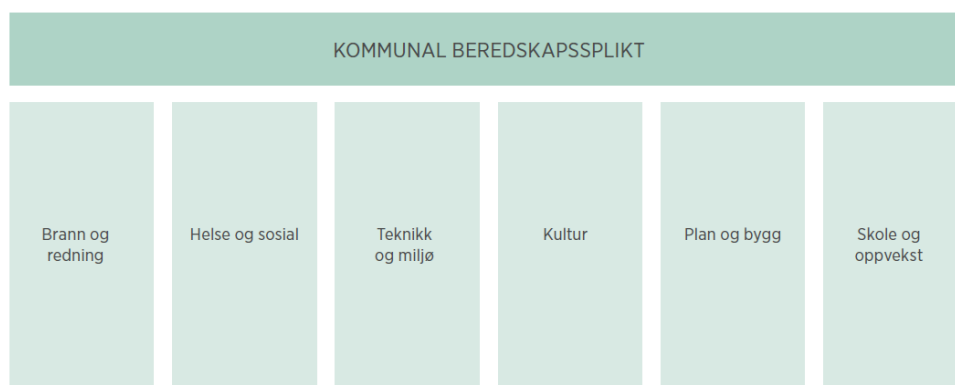 KOMMUNAL BEREDSKAPSSPLIKT
Brann og
redning
Helse og sosial
Teknikk
og miljø
Kultur
Plan og bygg
Skole og
oppvekst